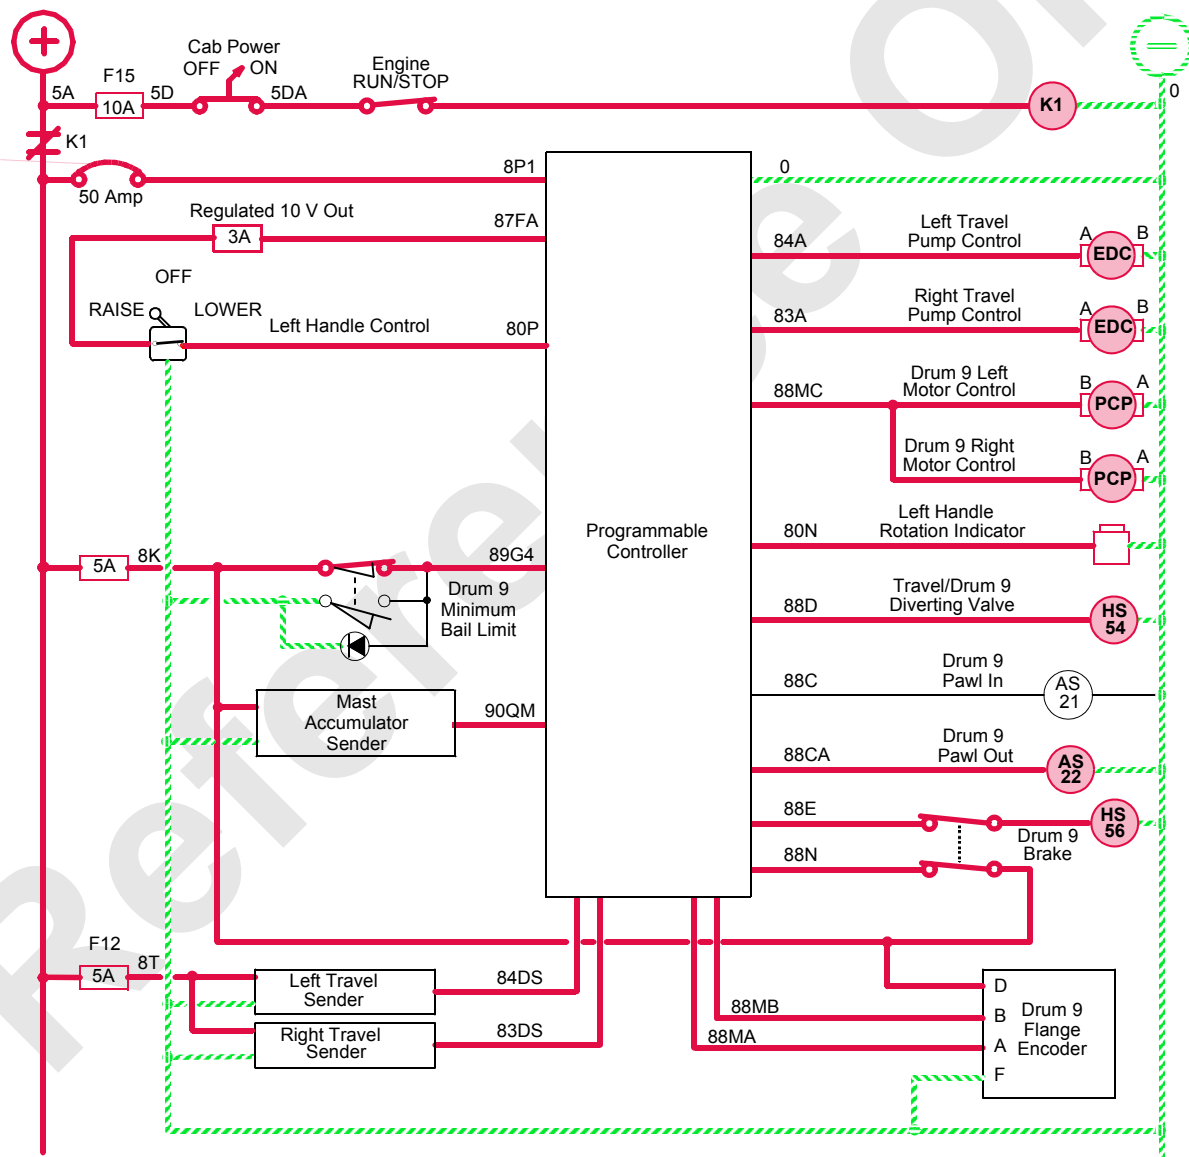 Cab Power
OFF ON
F15
Engine
RUN/STOP
5A
5D
5DA
10A
K1
0
K1
50 Amp
8P1
0
Regulated 10 V Out
3A
87FA
Left Travel
Pump Control
84A
A
B
EDC
OFF
RAISE
LOWER
Left Handle Control
80P
Right Travel
Pump Control
83A
A
B
EDC
Drum 9 Left
Motor Control
88MC
B
A
PCP
Drum 9 Right
Motor Control
B
A
PCP
Programmable
Controller
Left Handle
Rotation Indicator
80N
5A
8K
89G4
Drum 9
Minimum
Bail Limit
Travel/Drum 9
Diverting Valve
88D
HS
54
Drum 9
Pawl In
88C
AS
21
Mast
Accumulator
Sender
90QM
Drum 9
Pawl Out
88CA
AS
22
88E
HS
56
Drum 9
Brake
88N
F12
5A
8T
Left Travel
Sender
84DS
Right Travel
Sender
83DS
88MB
88MA
D
B
A
F
Drum 9
Flange
Encoder
Reference On